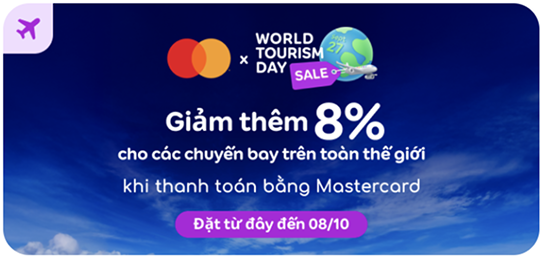 WORLD
TOURISM
DAY
Sept
27
SALE
x
Giảm thêm 8%
cho các chuyến bay trên toàn thế giới
khi thanh toán bằng Mastercard
Đặt từ đây đến 08/10